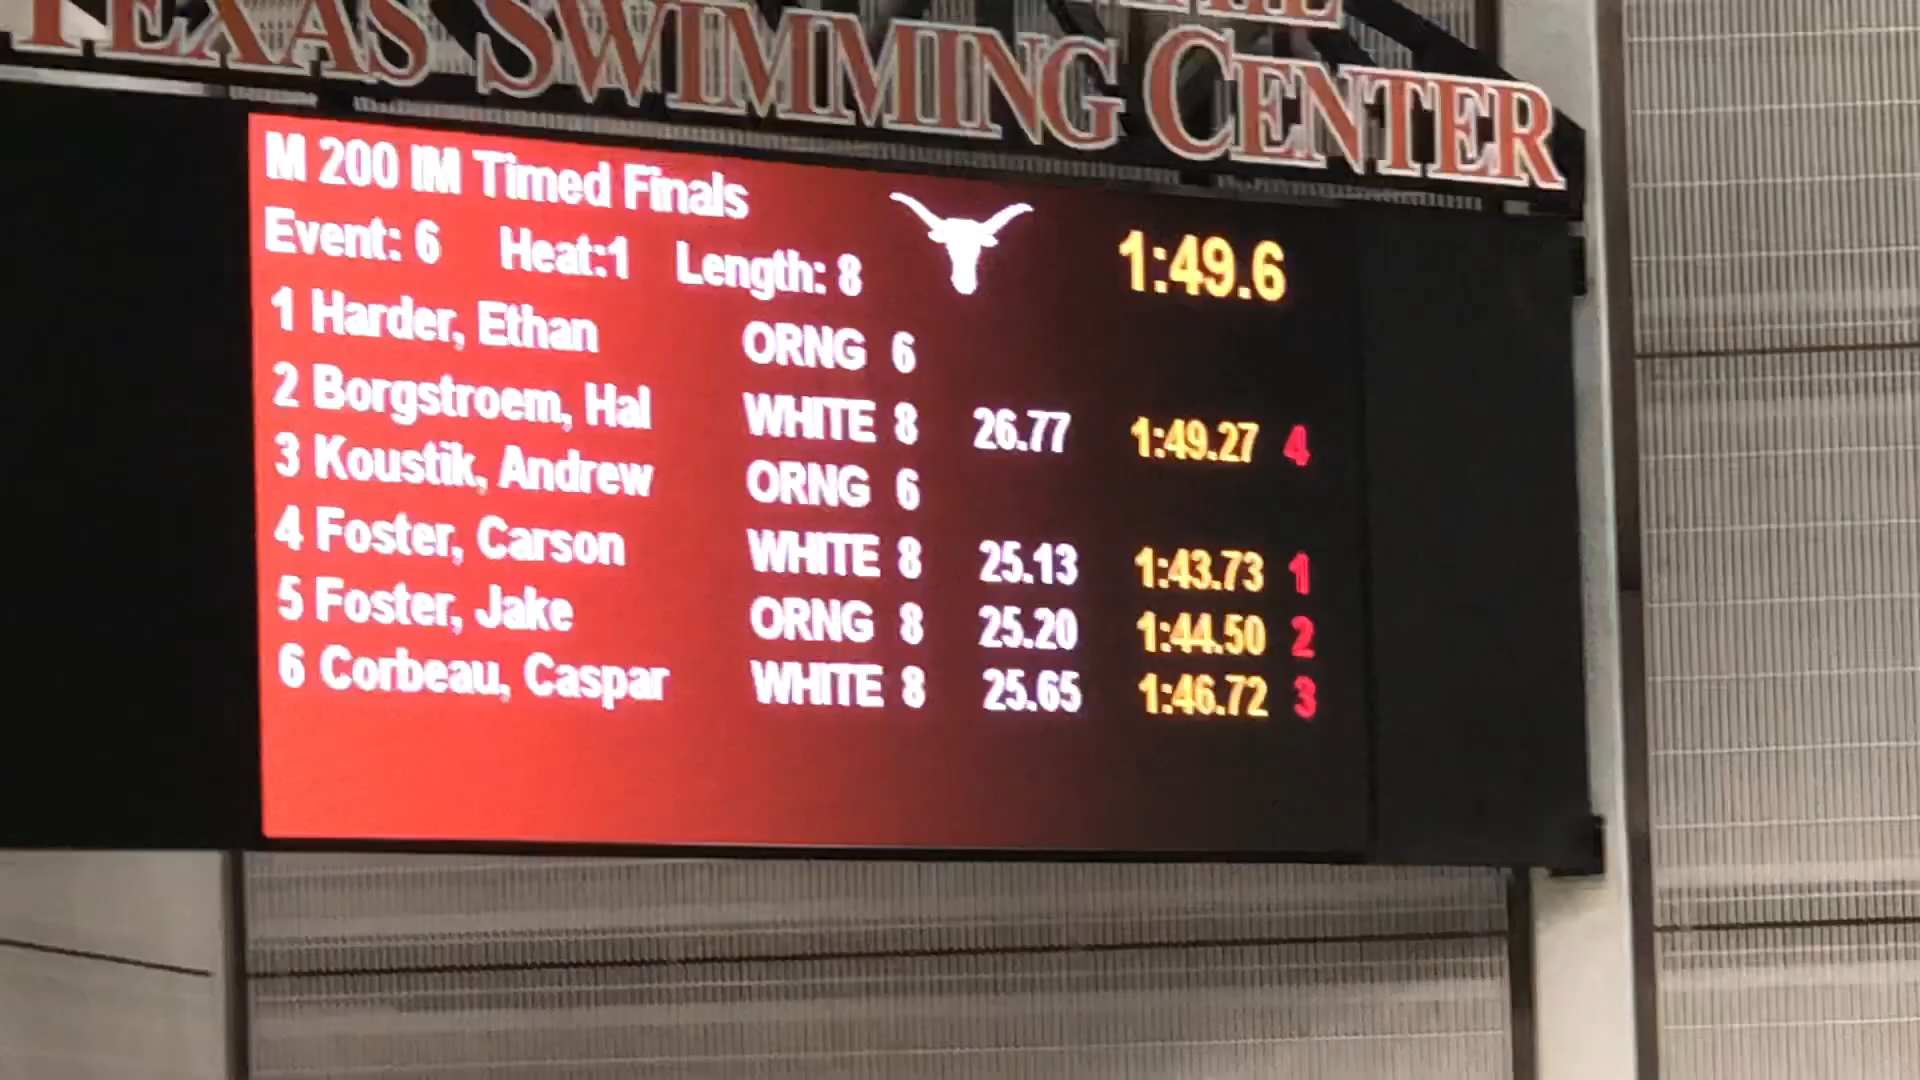 TEXAS SWIMMING CENTER
M 200 IM Timed Finals
Event: 6 Heat:1 Length: 8 1:49.6
1 Harder, Ethan ORNG 6
2 Borgstroem, Hal WHITE 8 26.77 1:49.27 4
3 Koustik, Andrew ORNG 6
4 Foster, Carson WHITE 8 25.13 1:43.73 1
5 Foster, Jake ORNG 8 25.20 1:44.50 2
6 Corbeau, Caspar WHITE 8 25.65 1:46.72 3